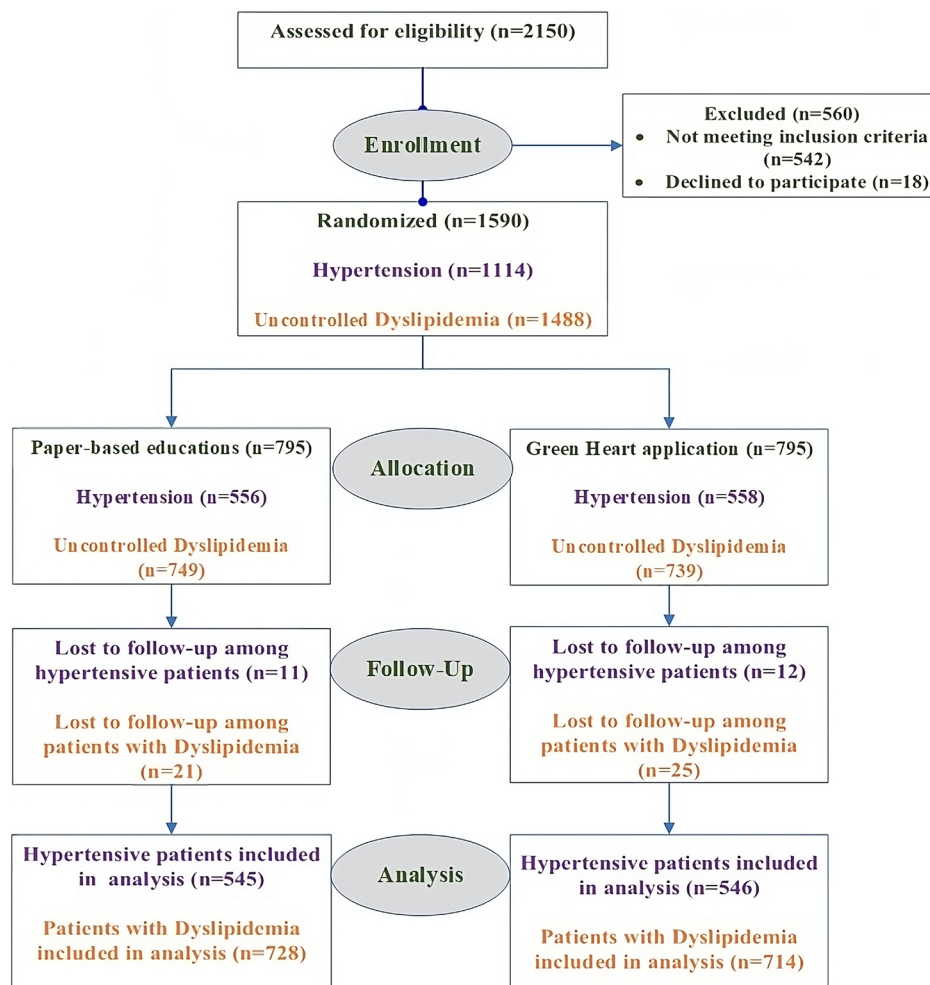 Assessed for eligibility (n=2150)
Enrollment
Excluded (n=560)
• Not meeting inclusion criteria
(n=542)
• Declined to participate (n=18)
Randomized (n=1590)
Hypertension (n=1114)
Uncontrolled Dyslipidemia (n=1488)
Paper-based educations (n=795)
Hypertension (n=556)
Uncontrolled Dyslipidemia
(n=749)
Allocation
Green Heart application (n=795)
Hypertension (n=558)
Uncontrolled Dyslipidemia
(n=739)
Lost to follow-up among
hypertensive patients (n=11)
Lost to follow-up among
patients with Dyslipidemia
(n=21)
Follow-Up
Lost to follow-up among
hypertensive patients (n=12)
Lost to follow-up among
patients with Dyslipidemia
(n=25)
Hypertensive patients included
in analysis (n=545)
Patients with Dyslipidemia
included in analysis (n=728)
Analysis
Hypertensive patients included
in analysis (n=546)
Patients with Dyslipidemia
included in analysis (n=714)